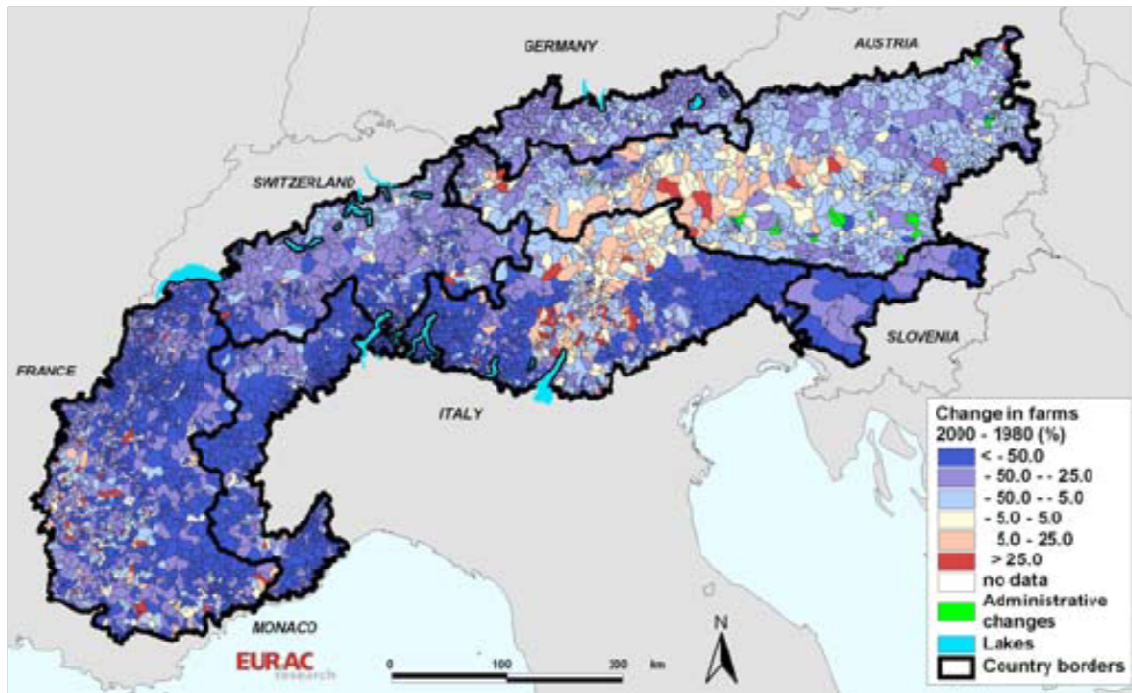 GERMANY
AUSTRIA
SWITZERLAND
FRANCE
ITALY
SLOVENIA
MONACO
EURAC
research
0 100 300 km
N
Change in farms
2000 - 1980 (%)
< - 50.0
- 50.0 - - 25.0
- 50.0 - - 5.0
- 5.0 - 5.0
5.0 - 25.0
> 25.0
no data
Administrative
changes
Lakes
Country borders